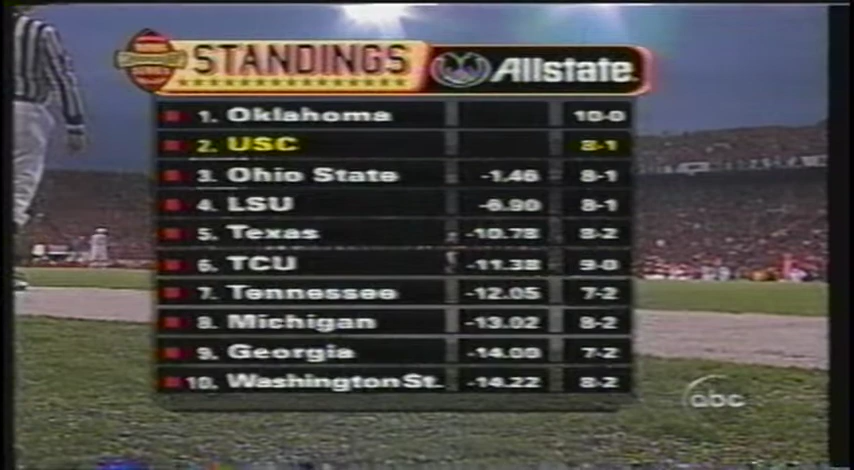 STANDINGS Allstate
1. Oklahoma 10-0
2. USC 8-1
3. Ohio State -1.46 8-1
4. LSU -6.90 8-1
5. Texas -10.78 8-2
6. TCU -11.38 9-0
7. Tennessee -12.05 7-2
8. Michigan -13.02 8-2
9. Georgia -14.00 7-2
10. Washington St. -14.22 8-2
abc